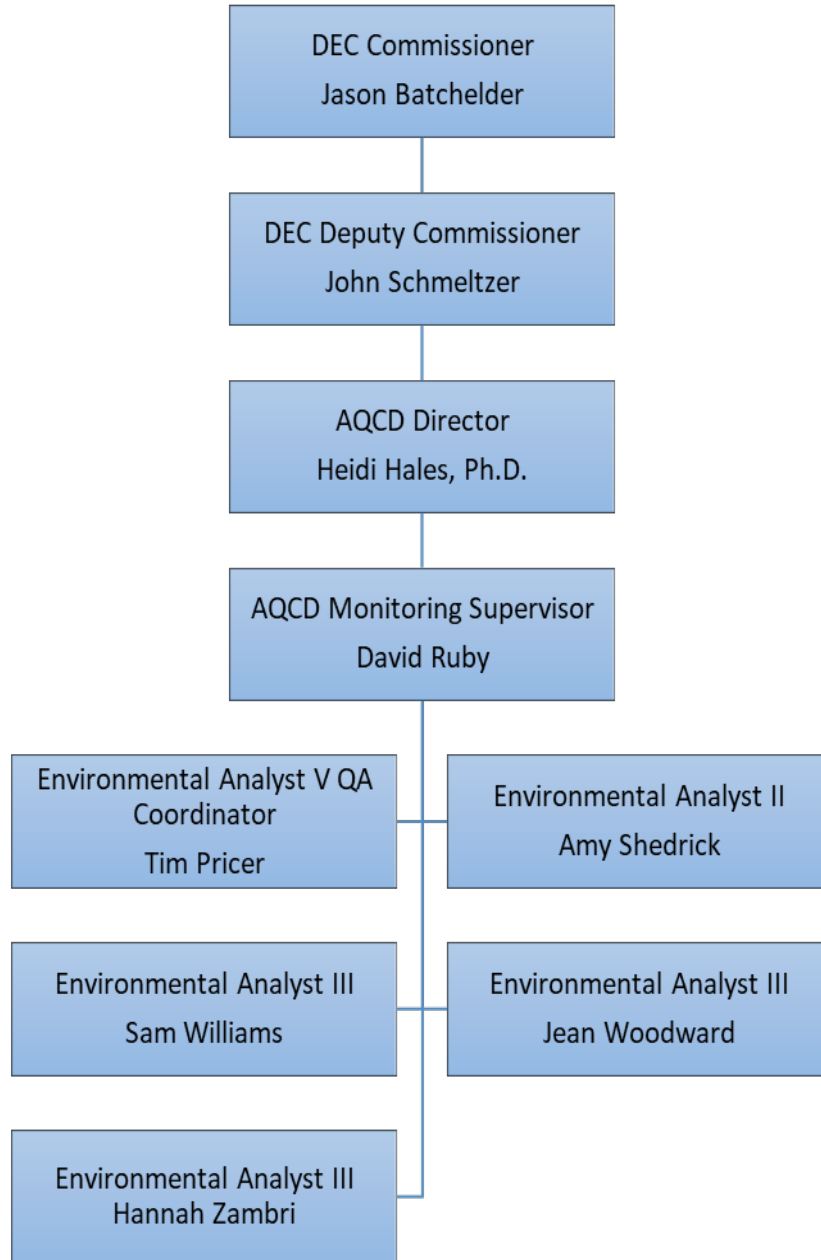 DEC Commissioner
Jason Batchelder
DEC Deputy Commissioner
John Schmeltzer
AQCD Director
Heidi Hales, Ph.D.
AQCD Monitoring Supervisor
David Ruby
Environmental Analyst V QA
Coordinator
Tim Pricer
Environmental Analyst II
Amy Shedrick
Environmental Analyst III
Sam Williams
Environmental Analyst III
Jean Woodward
Environmental Analyst III
Hannah Zambri